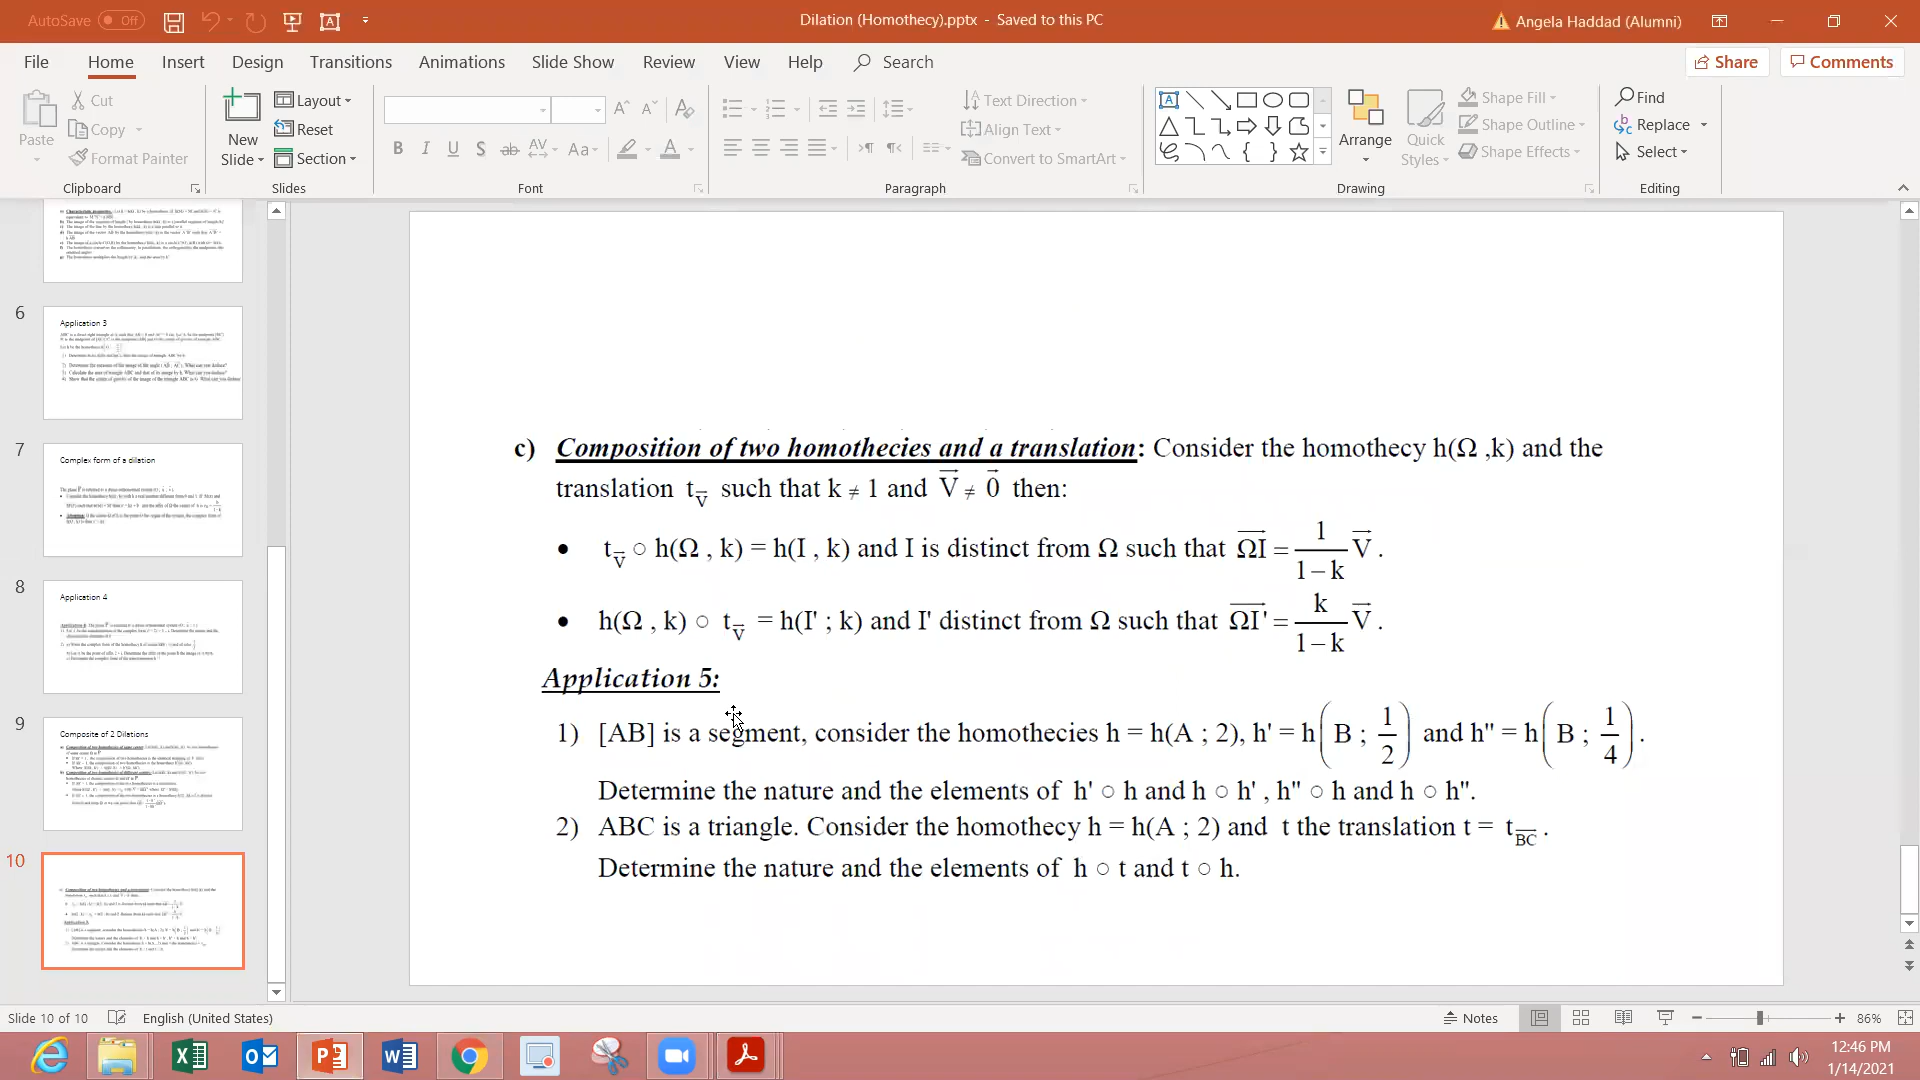 AutoSave Off
Dilation (Homothecy).pptx - Saved to this PC
Angela Haddad (Alumni)
File Home Insert Design Transitions Animations Slide Show Review View Help Search
Share Comments
Paste
Cut
Copy
Format Painter
Clipboard
New Slide
Layout
Reset
Section
Slides
Font
Text Direction
Align Text
Convert to SmartArt
Paragraph
Arrange
Quick Styles
Shape Fill
Shape Outline
Shape Effects
Drawing
Find
Replace
Select
Editing
6
Application 3
7
Complex form of a dilation
8
Application 4
9
Composite of 2 Dilations
10
c) Composition of two homothecies and a translation: Consider the homothecy h(Ω ,k) and the
translation t_V⃗ such that k ≠ 1 and V⃗ ≠ 0⃗ then:
• t_V⃗ ○ h(Ω , k) = h(I , k) and I is distinct from Ω such that ΩI⃗ = 1/(1−k) V⃗ .
• h(Ω , k) ○ t_V⃗ = h(I' ; k) and I' distinct from Ω such that ΩI'⃗ = k/(1−k) V⃗ .
Application 5:
1) [AB] is a segment, consider the homothecies h = h(A ; 2), h' = h(B ; 1/2) and h'' = h(B ; 1/4) .
Determine the nature and the elements of h' ○ h and h ○ h' , h'' ○ h and h ○ h''.
2) ABC is a triangle. Consider the homothecy h = h(A ; 2) and t the translation t = t_BC⃗ .
Determine the nature and the elements of h ○ t and t ○ h.
Slide 10 of 10
English (United States)
Notes
86%
12:46 PM
1/14/2021